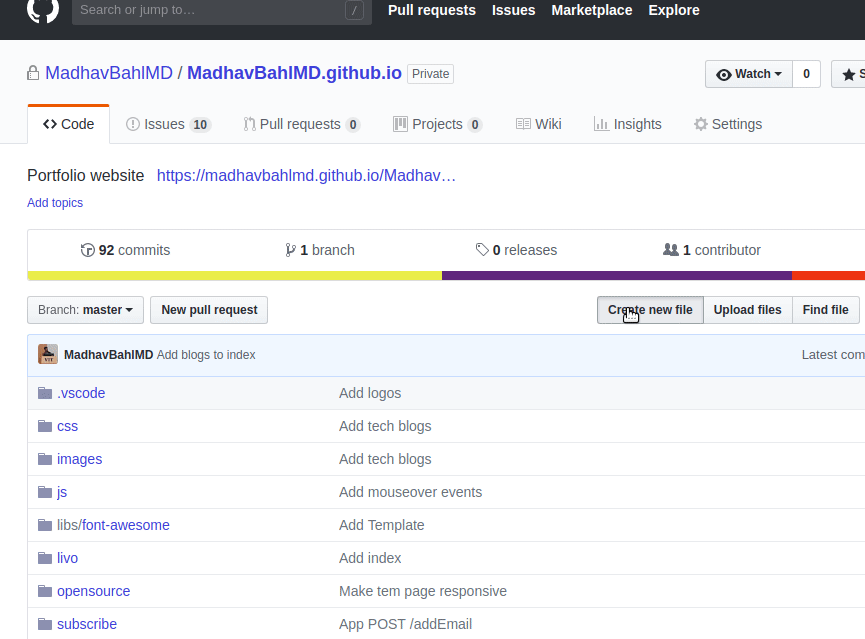 Search or jump to… / Pull requests Issues Marketplace Explore
MadhavBahlMD / MadhavBahlMD.github.io Private Watch 0 S
Code Issues 10 Pull requests 0 Projects 0 Wiki Insights Settings
Portfolio website https://madhavbahlmd.github.io/Madhav…
Add topics
92 commits 1 branch 0 releases 1 contributor
Branch: master New pull request Create new file Upload files Find file
MadhavBahlMD Add blogs to index Latest com
.vscode Add logos
css Add tech blogs
images Add tech blogs
js Add mouseover events
libs/font-awesome Add Template
livo Add index
opensource Make tem page responsive
subscribe App POST /addEmail